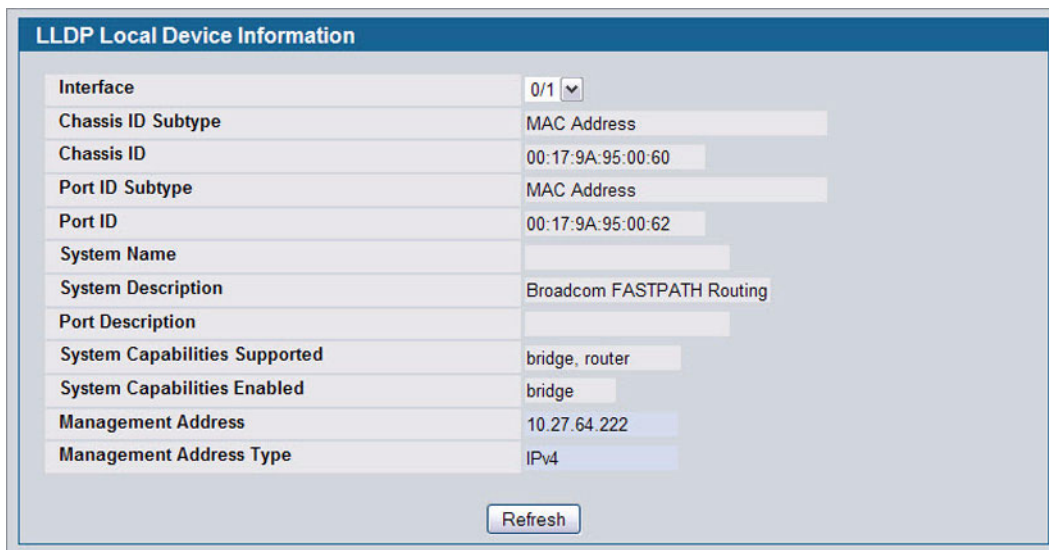 LLDP Local Device Information
Interface 0/1
Chassis ID Subtype MAC Address
Chassis ID 00:17:9A:95:00:60
Port ID Subtype MAC Address
Port ID 00:17:9A:95:00:62
System Name
System Description Broadcom FASTPATH Routing
Port Description
System Capabilities Supported bridge, router
System Capabilities Enabled bridge
Management Address 10.27.64.222
Management Address Type IPv4
Refresh